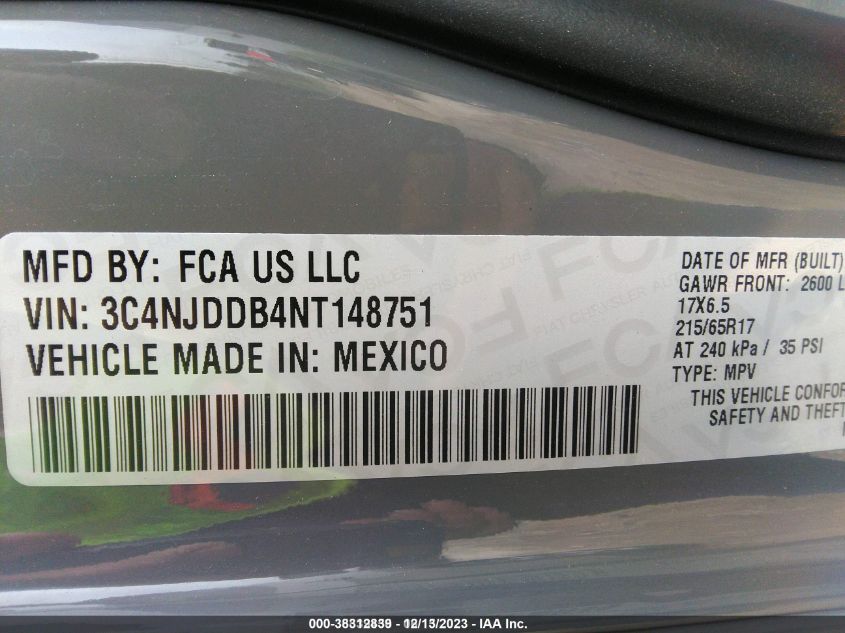 MFD BY: FCA US LLC
VIN: 3C4NJDDB4NT148751
VEHICLE MADE IN: MEXICO
DATE OF MFR (BUILT)
GAWR FRONT: 2600 L
17X6.5
215/65R17
AT 240 kPa / 35 PSI
TYPE: MPV
THIS VEHICLE CONFOR
SAFETY AND THEFT
000-38312839 - 12/13/2023 - IAA Inc.